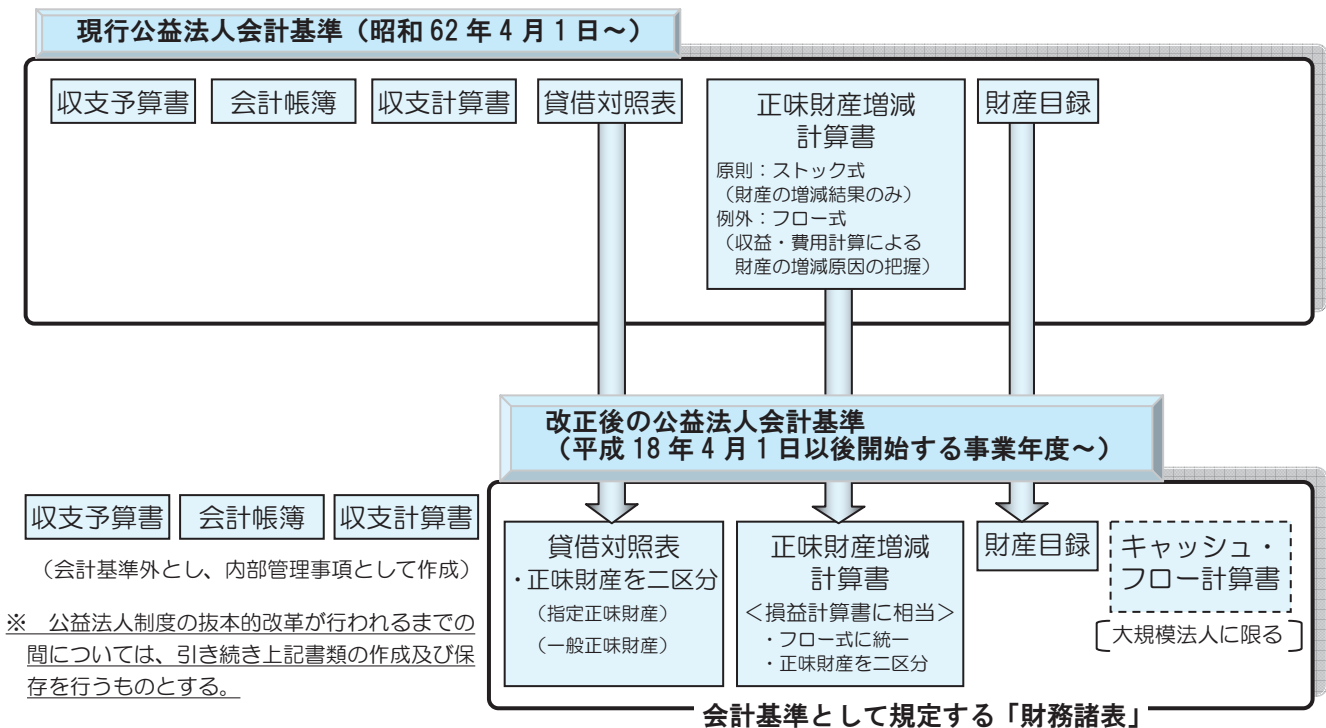 現行公益法人会計基準（昭和62年4月1日～）
収支予算書
会計帳簿
収支計算書
貸借対照表
正味財産増減
計算書
原則：ストック式
（財産の増減結果のみ）
例外：フロー式
（収益・費用計算による
財産の増減原因の把握）
財産目録
改正後の公益法人会計基準
（平成18年4月1日以後開始する事業年度～）
収支予算書
会計帳簿
収支計算書
（会計基準外とし、内部管理事項として作成）
※　公益法人制度の抜本的改革が行われるまでの
間については、引き続き上記書類の作成及び保
存を行うものとする。
貸借対照表
・正味財産を二区分
（指定正味財産）
（一般正味財産）
正味財産増減
計算書
＜損益計算書に相当＞
・フロー式に統一
・正味財産を二区分
財産目録
キャッシュ・
フロー計算書
［大規模法人に限る］
会計基準として規定する「財務諸表」